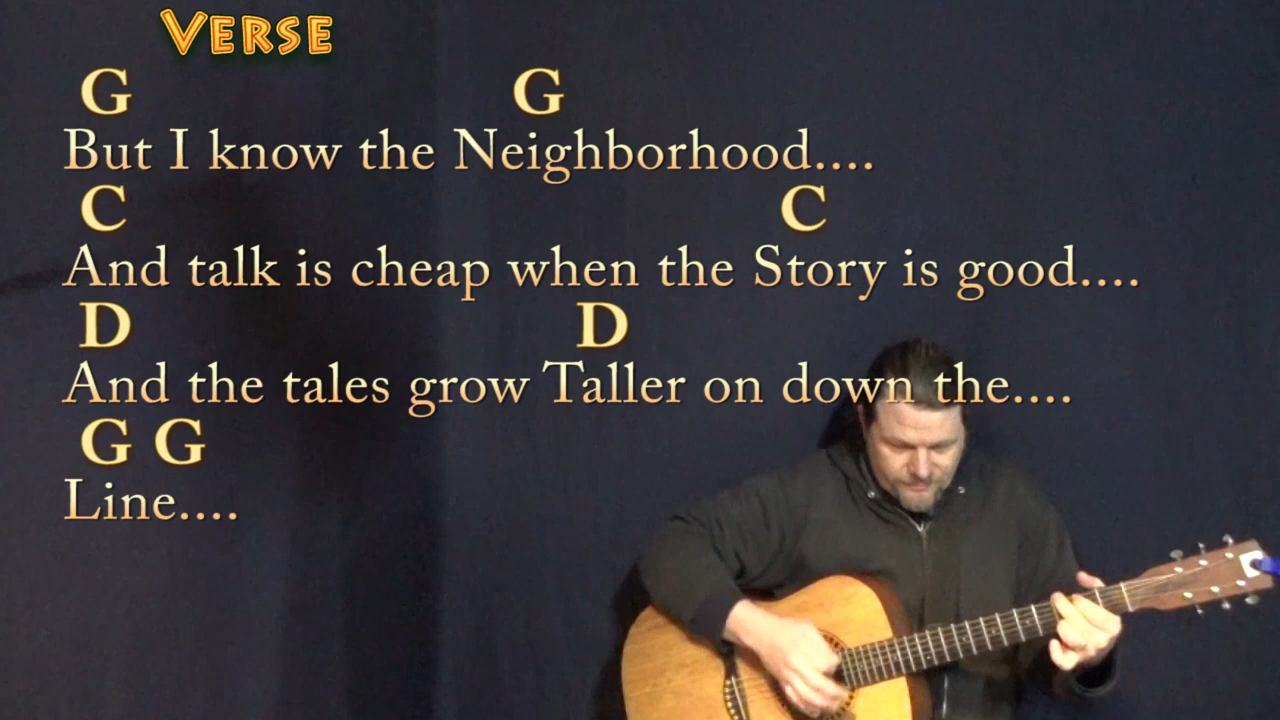 VERSE
G G
But I know the Neighborhood....
C C
And talk is cheap when the Story is good....
D D
And the tales grow Taller on down the....
G G
Line....